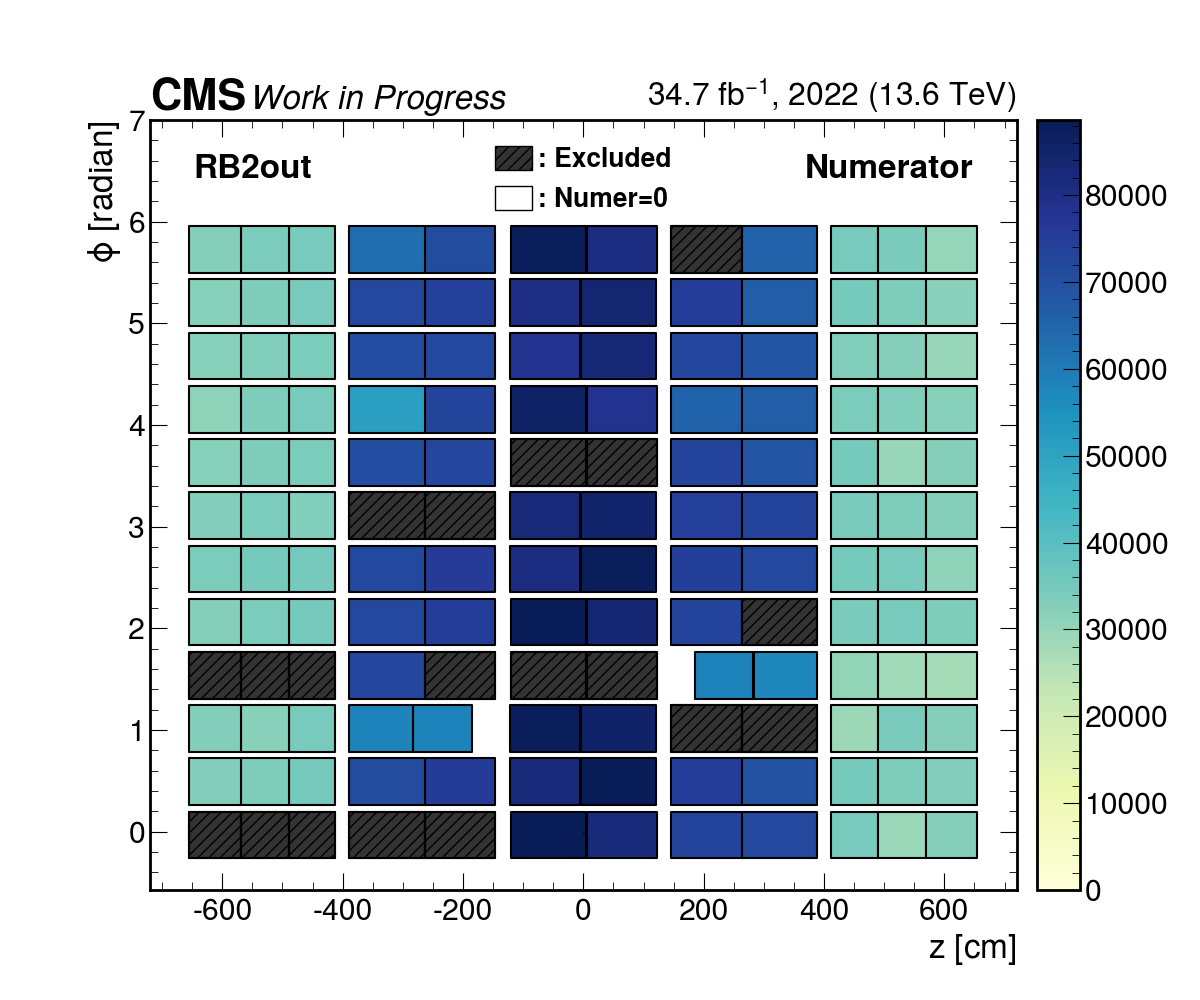 CMS Work in Progress 34.7 fb⁻¹, 2022 (13.6 TeV)
RB2out : Excluded Numerator
: Numer=0
ϕ [radian]
7
6
5
4
3
2
1
0
-600 -400 -200 0 200 400 600
z [cm]
80000
70000
60000
50000
40000
30000
20000
10000
0